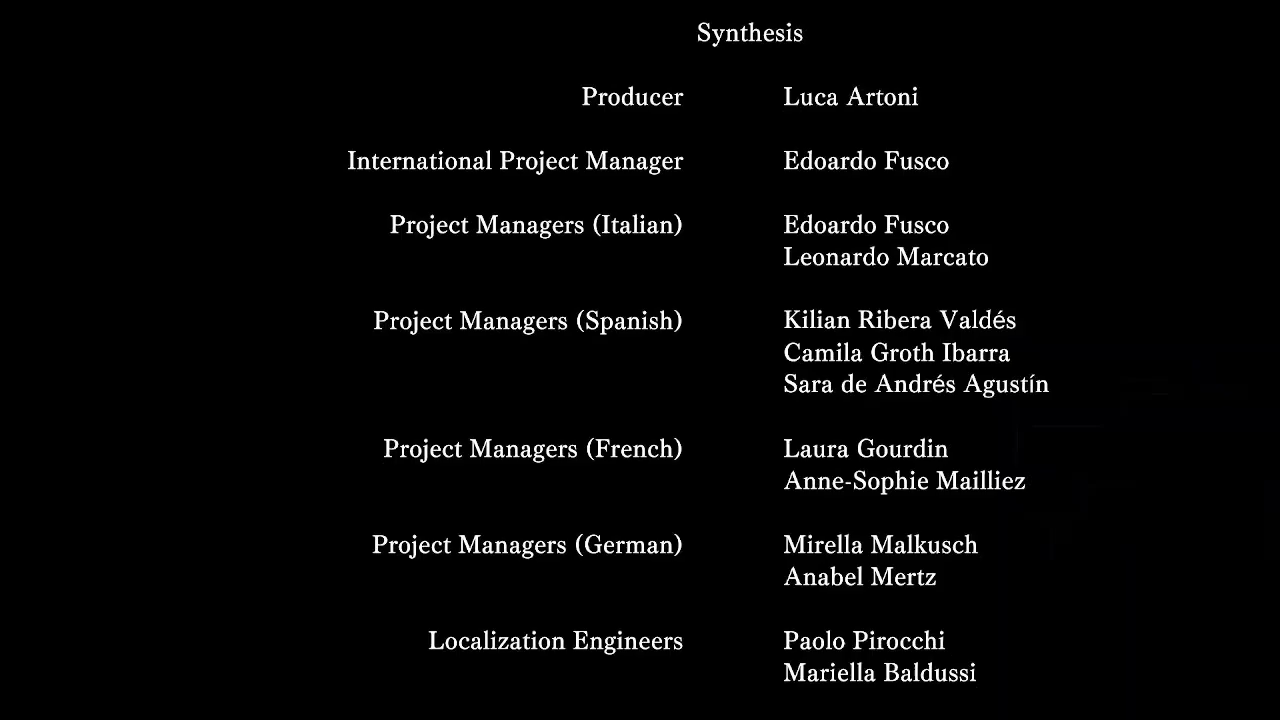 Synthesis
Producer Luca Artoni
International Project Manager Edoardo Fusco
Project Managers (Italian) Edoardo Fusco
Leonardo Marcato
Project Managers (Spanish) Kilian Ribera Valdés
Camila Groth Ibarra
Sara de Andrés Agustín
Project Managers (French) Laura Gourdin
Anne-Sophie Mailliez
Project Managers (German) Mirella Malkusch
Anabel Mertz
Localization Engineers Paolo Pirocchi
Mariella Baldussi